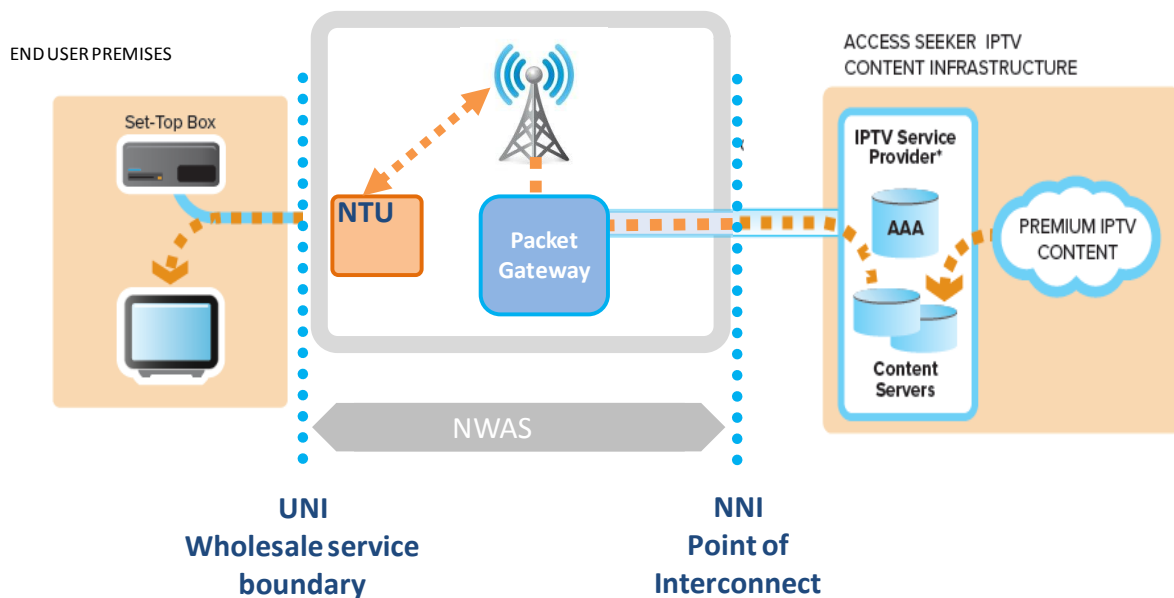 END USER PREMISES
Set-Top Box
NTU
Packet
Gateway
NWAS
UNI
Wholesale service
boundary
NNI
Point of
Interconnect
ACCESS SEEKER IPTV
CONTENT INFRASTRUCTURE
IPTV Service
Provider*
AAA
Content
Servers
PREMIUM IPTV
CONTENT